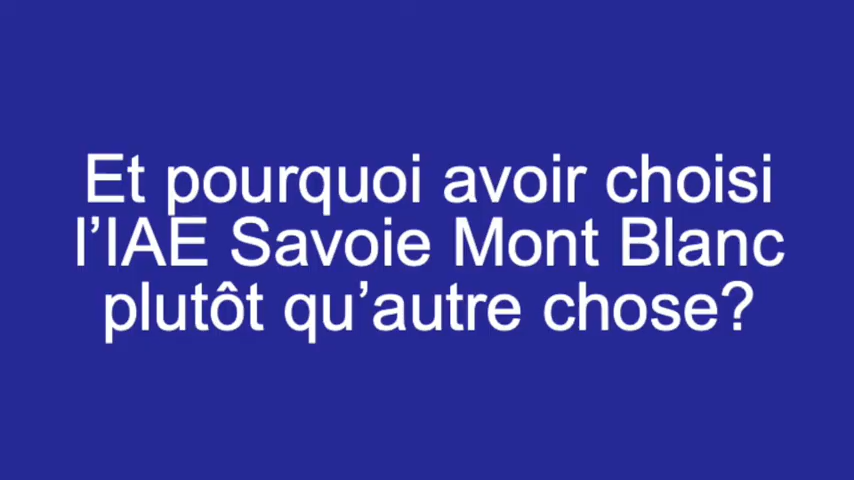 Et pourquoi avoir choisi
l’IAE Savoie Mont Blanc
plutôt qu’autre chose?